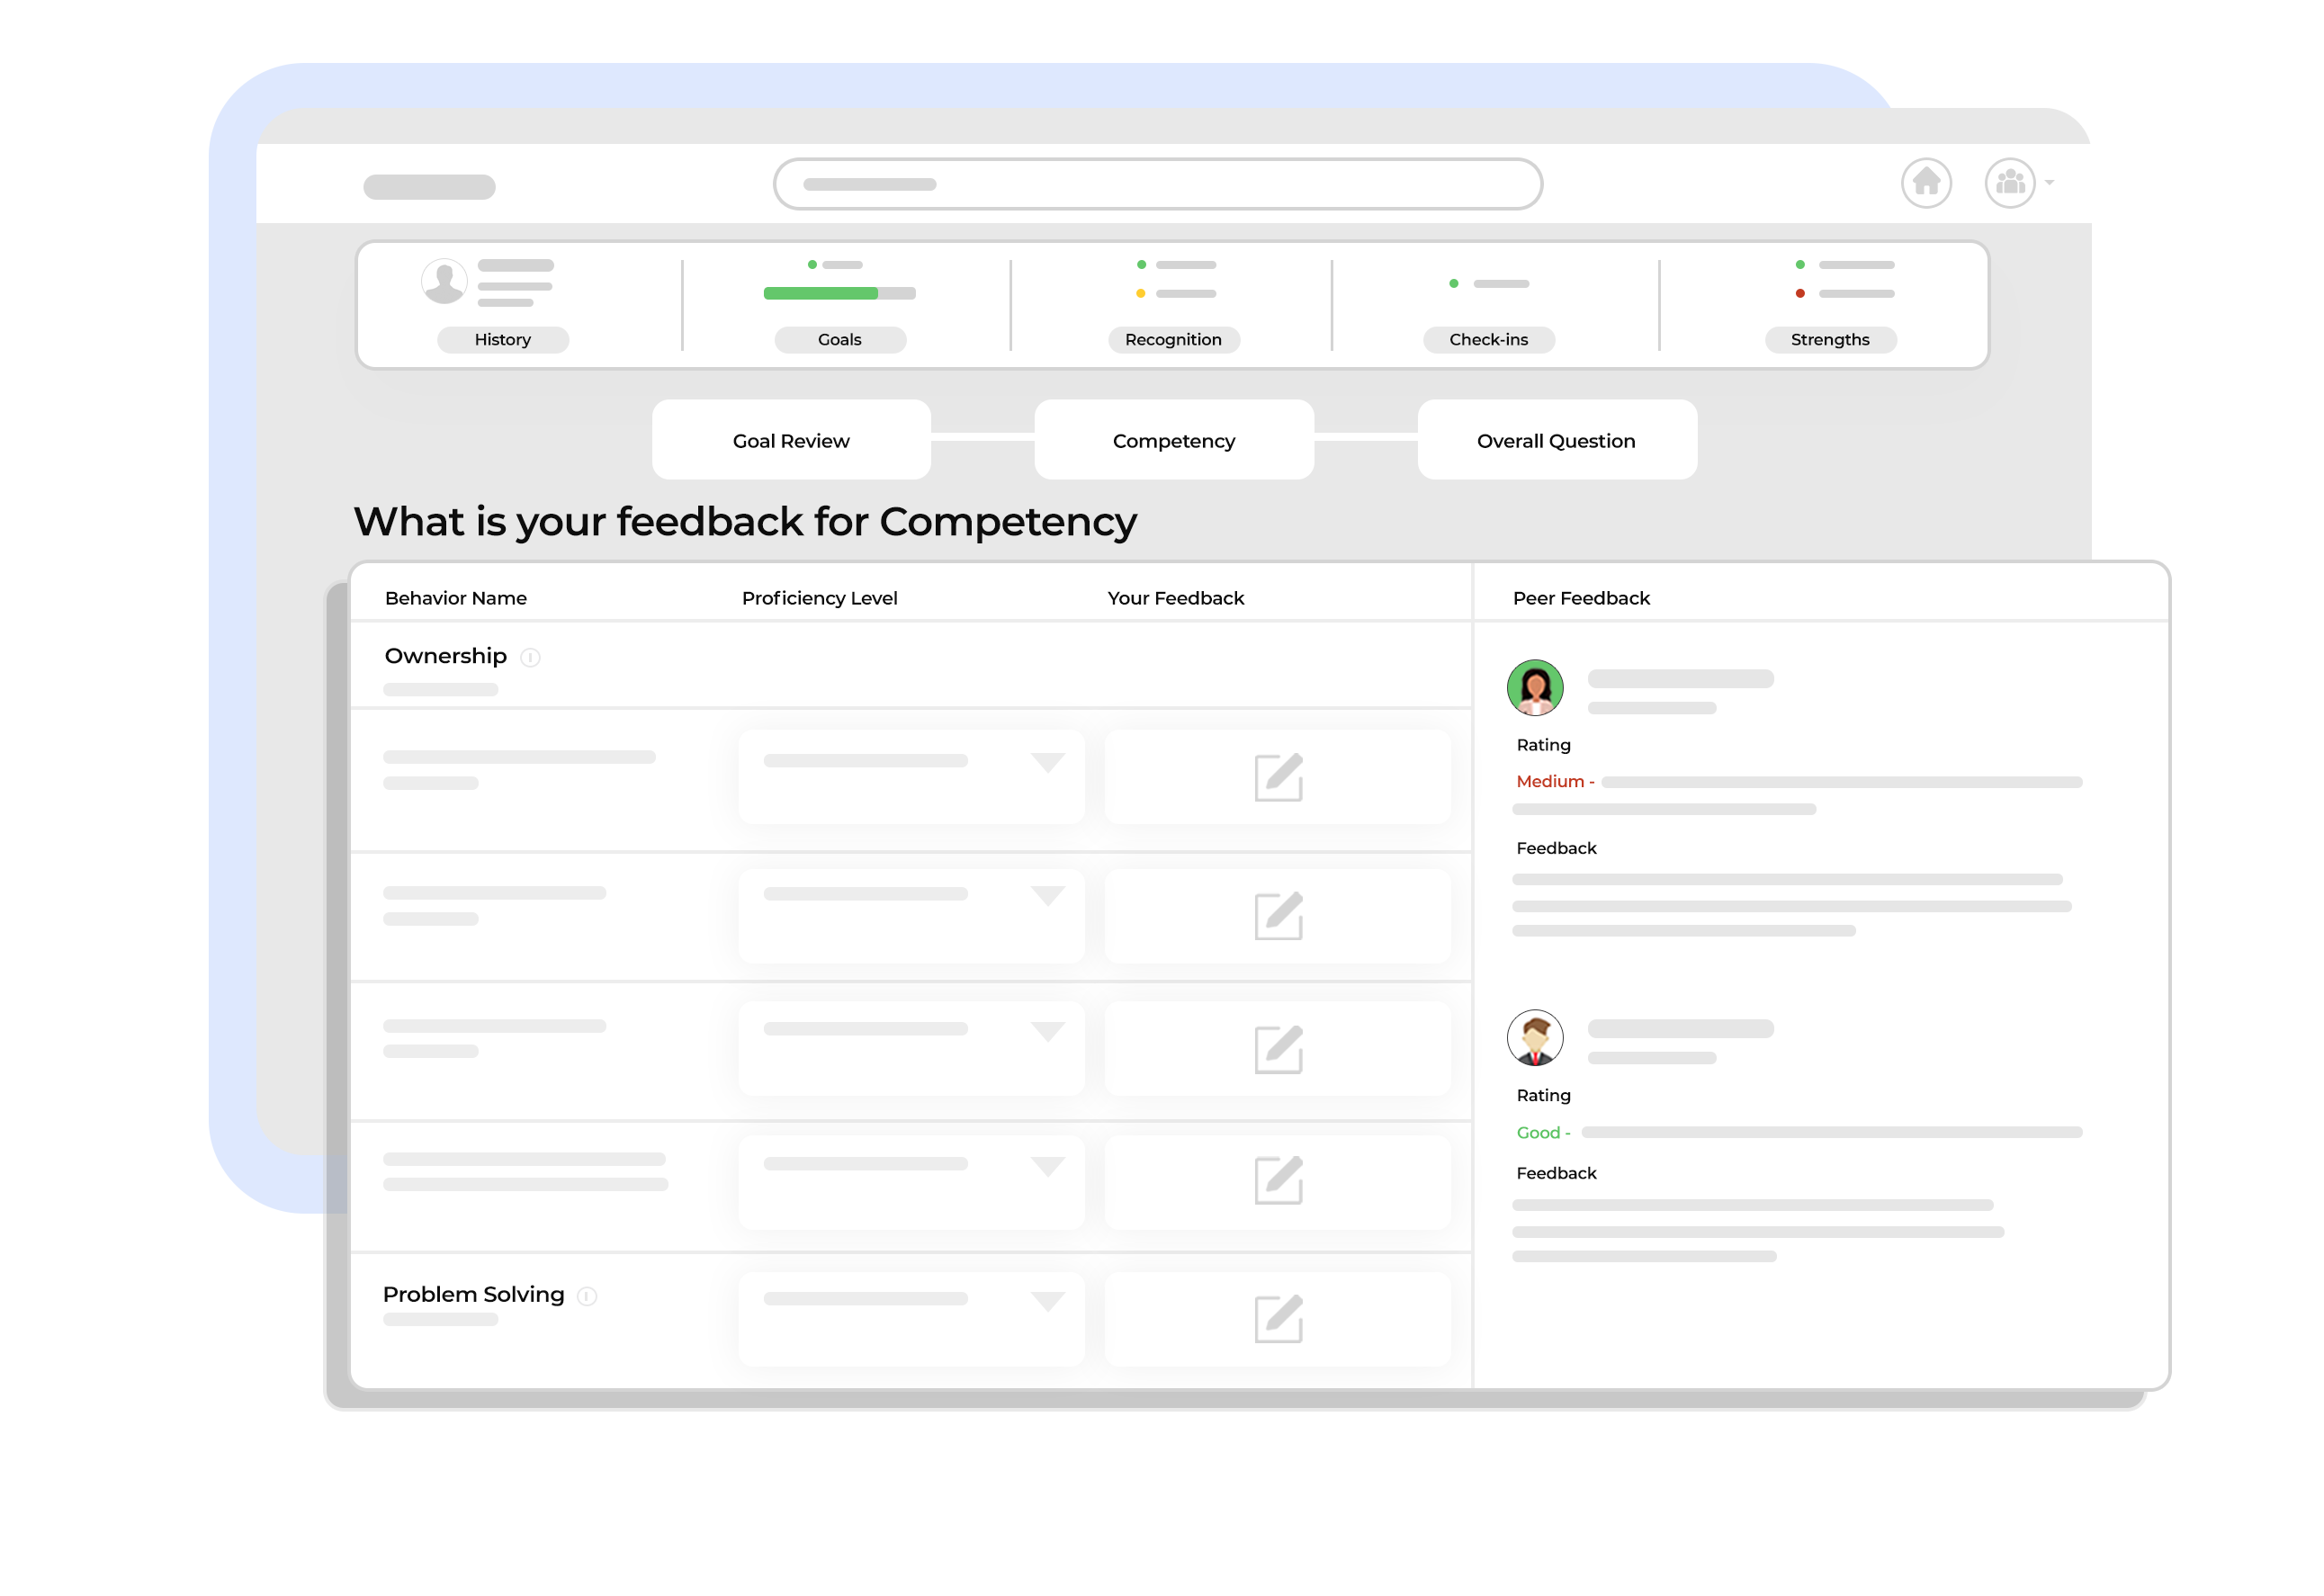 History
Goals
Recognition
Check-ins
Strengths
Goal Review
Competency
Overall Question
What is your feedback for Competency
Behavior Name
Proficiency Level
Your Feedback
Peer Feedback
Ownership
Rating
Medium -
Feedback
Rating
Good -
Feedback
Problem Solving